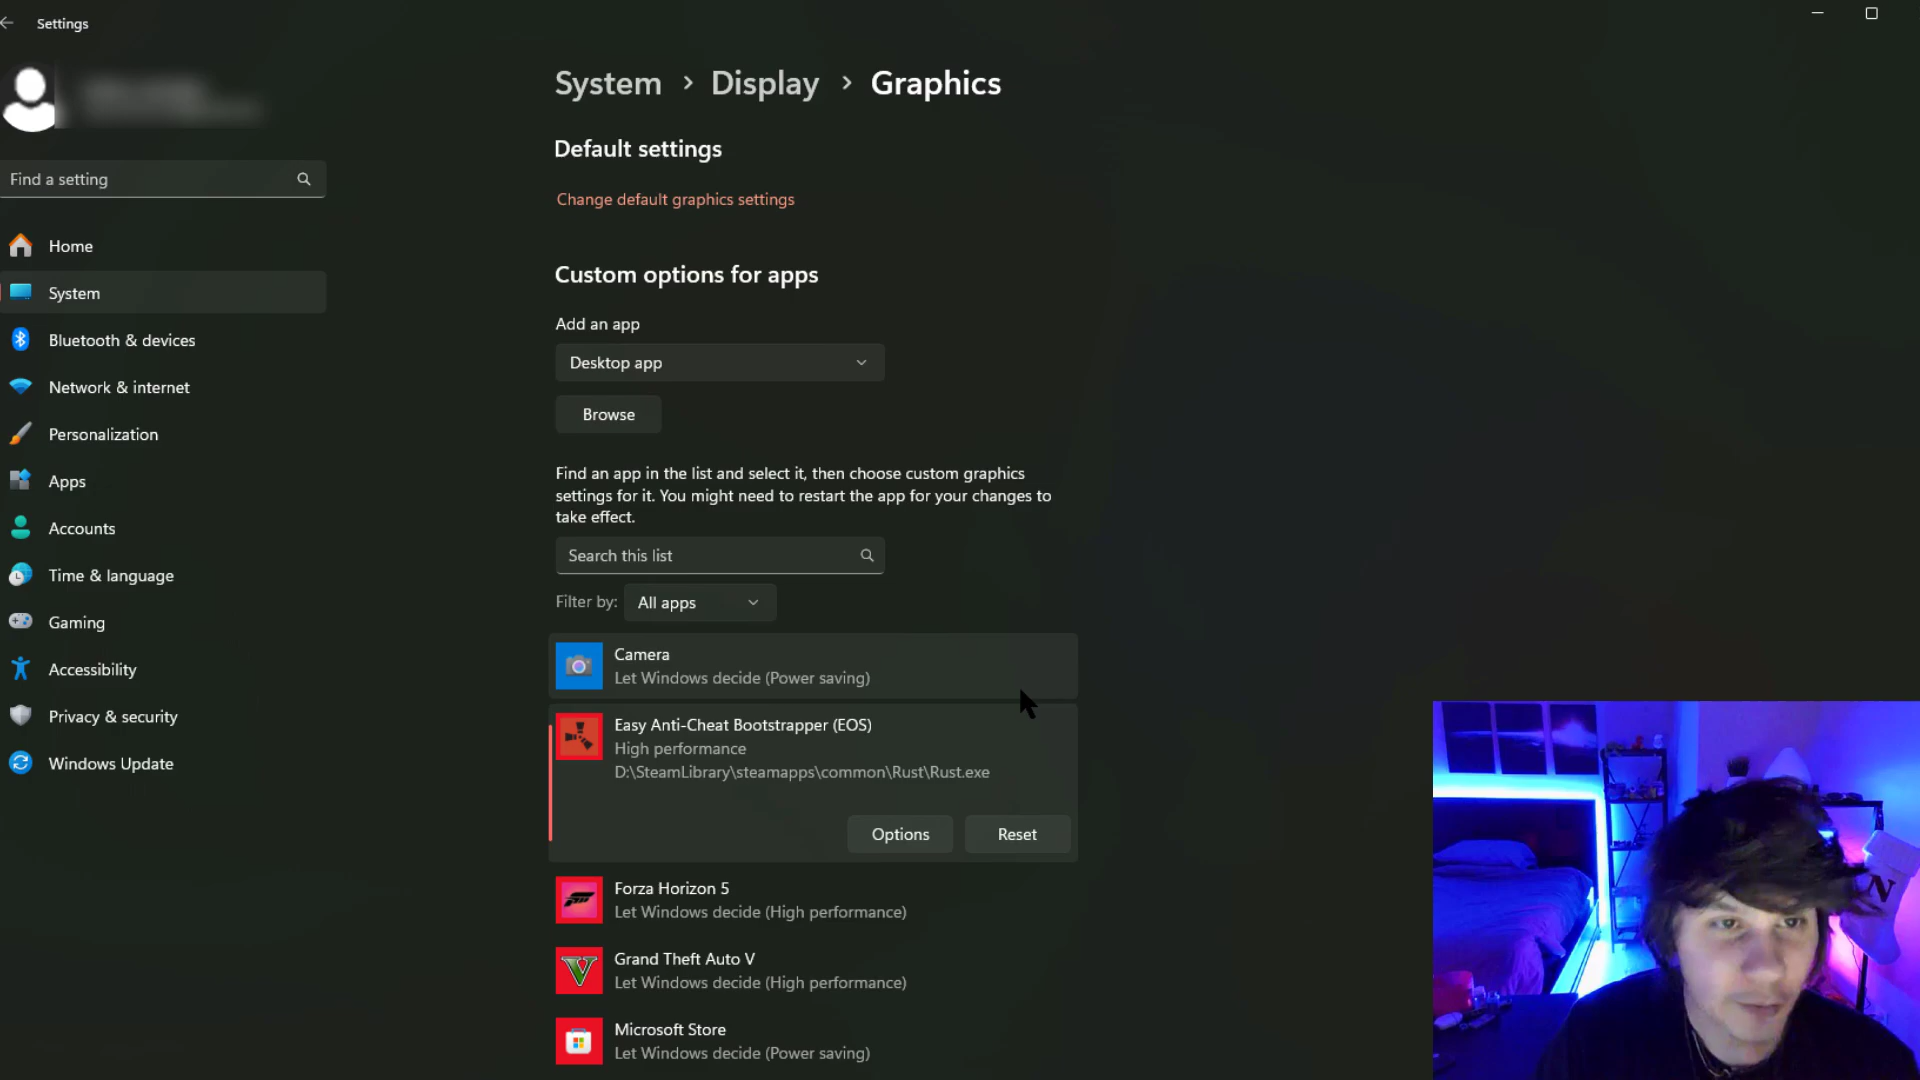 Settings
System > Display > Graphics
Default settings
Find a setting
Change default graphics settings
Home
Custom options for apps
System
Add an app
Bluetooth & devices
Desktop app
Network & internet
Browse
Personalization
Find an app in the list and select it, then choose custom graphics
settings for it. You might need to restart the app for your changes to
take effect.
Apps
Accounts
Search this list
Time & language
Filter by: All apps
Gaming
Camera
Let Windows decide (Power saving)
Accessibility
Privacy & security
Easy Anti-Cheat Bootstrapper (EOS)
High performance
D:\SteamLibrary\steamapps\common\Rust\Rust.exe
Windows Update
Options Reset
Forza Horizon 5
Let Windows decide (High performance)
N
Grand Theft Auto V
Let Windows decide (High performance)
Microsoft Store
Let Windows decide (Power saving)